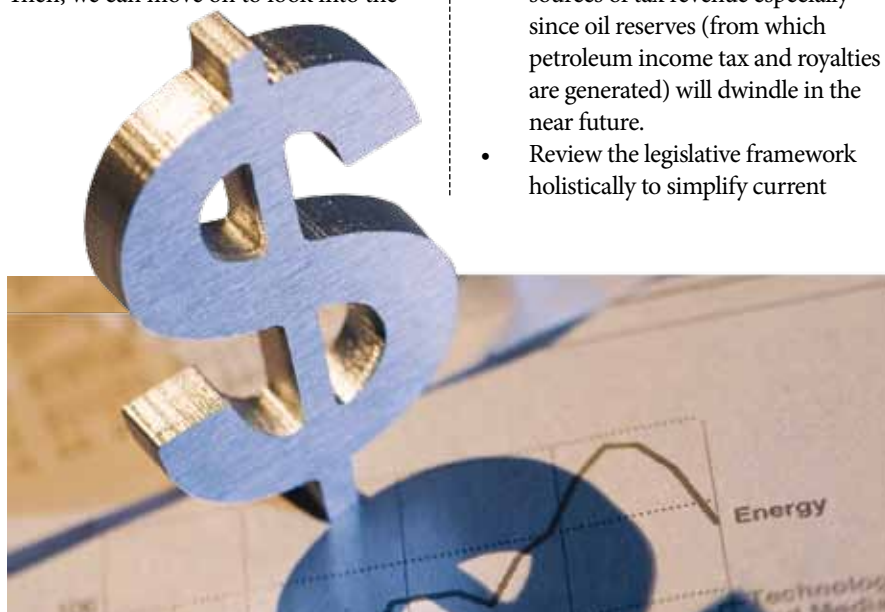 Then, we can move on to look into the
sources of tax revenue especially
since oil reserves (from which
petroleum income tax and royalties
are generated) will dwindle in the
near future.
• Review the legislative framework
holistically to simplify current
Energy